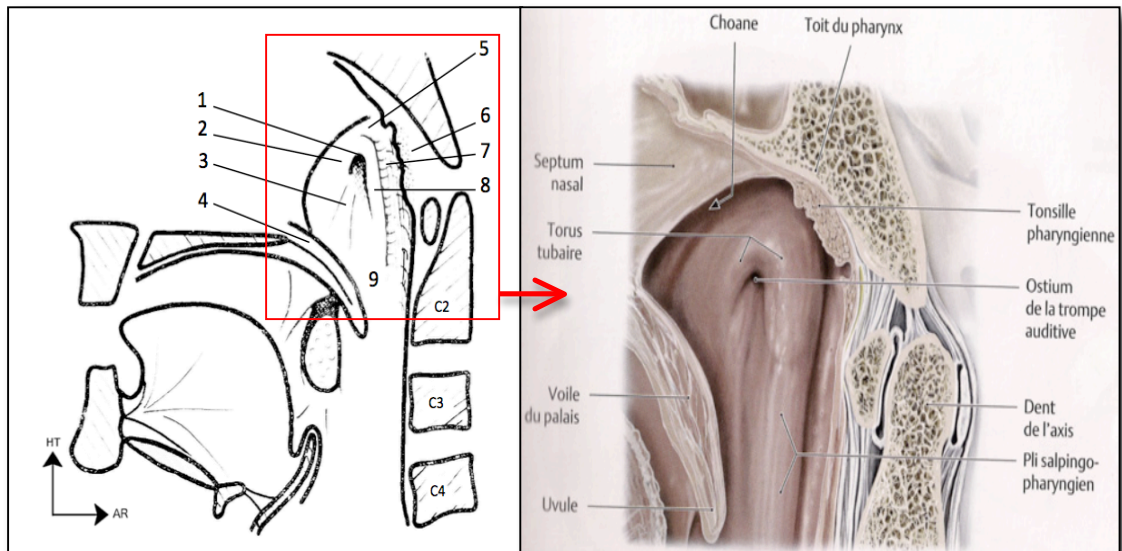 1
2
3
4
5
6
7
8
9
C2
C3
C4
HT
AR
Choane
Toit du pharynx
Septum
nasal
Torus
tubaire
Voile
du palais
Uvule
Tonsille
pharyngienne
Ostium
de la trompe
auditive
Dent
de l'axis
Pli salpingo-
pharyngien